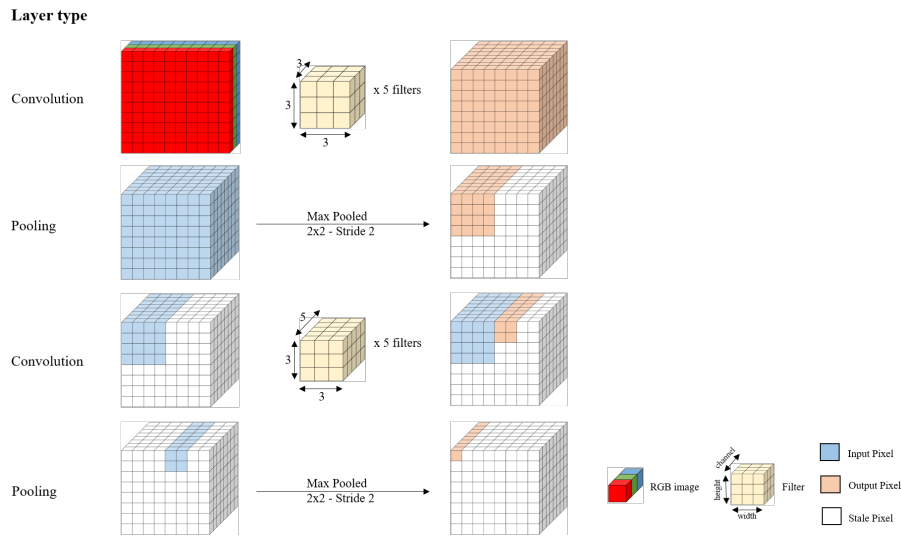 Layer type
Convolution
3
3
3
x 5 filters
Pooling
Max Pooled
2x2 - Stride 2
Convolution
5
3
3
x 5 filters
Pooling
Max Pooled
2x2 - Stride 2
RGB image
channel
height
width
Filter
Input Pixel
Output Pixel
Stale Pixel